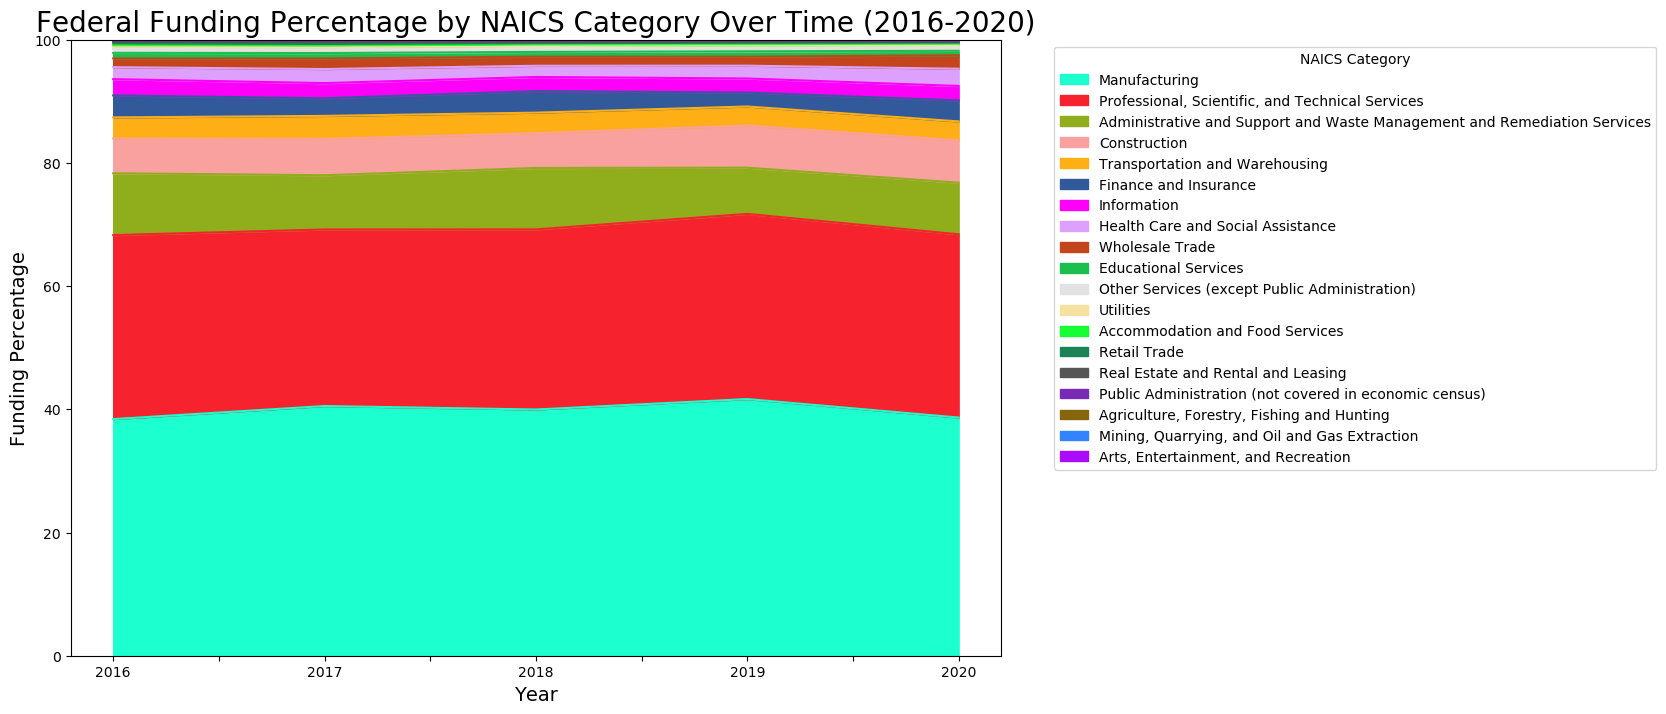 Federal Funding Percentage by NAICS Category Over Time (2016-2020)
100
80
60
40
20
0
Funding Percentage
2016 2017 2018 2019 2020
Year
NAICS Category
Manufacturing
Professional, Scientific, and Technical Services
Administrative and Support and Waste Management and Remediation Services
Construction
Transportation and Warehousing
Finance and Insurance
Information
Health Care and Social Assistance
Wholesale Trade
Educational Services
Other Services (except Public Administration)
Utilities
Accommodation and Food Services
Retail Trade
Real Estate and Rental and Leasing
Public Administration (not covered in economic census)
Agriculture, Forestry, Fishing and Hunting
Mining, Quarrying, and Oil and Gas Extraction
Arts, Entertainment, and Recreation